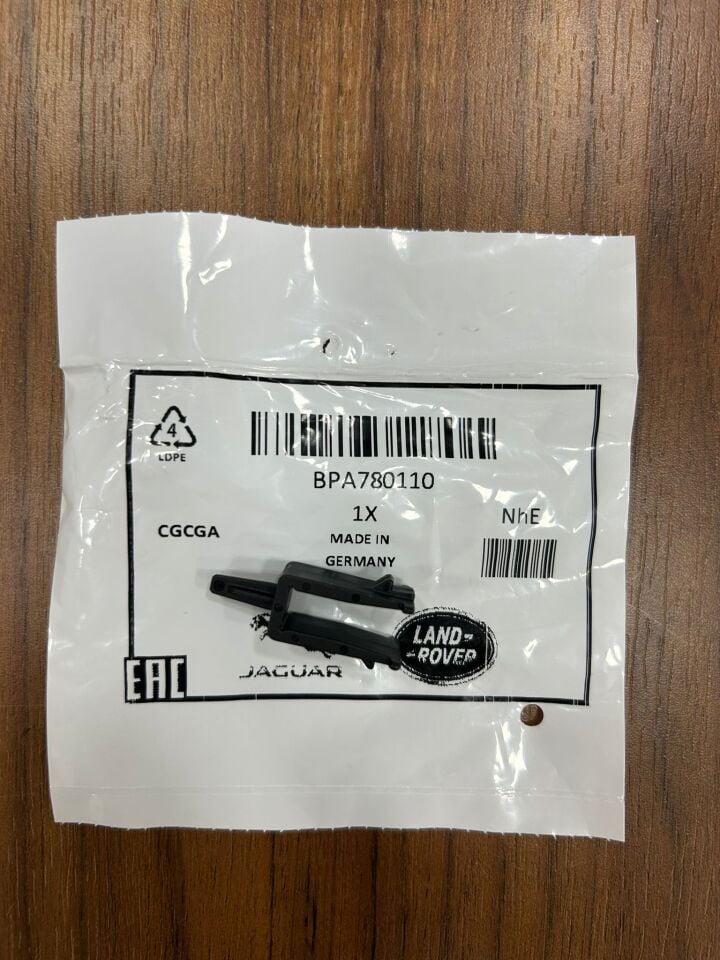 4
LDPE
BPA780110
1X
NhE
CGCGA
MADE IN
GERMANY
LAND-
-ROVER
JAGUAR
EAC